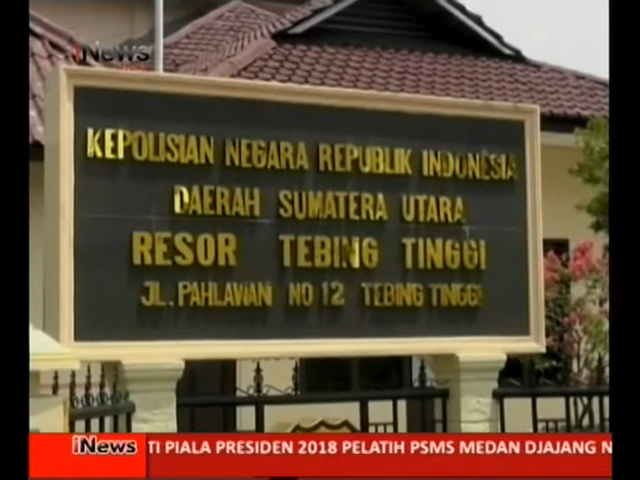 iNews
KEPOLISIAN NEGARA REPUBLIK INDONESIA
DAERAH SUMATERA UTARA
RESOR TEBING TINGGI
JL. PAHLAWAN NO 12 TEBING TINGGI
iNews TI PIALA PRESIDEN 2018 PELATIH PSMS MEDAN DJAJANG N